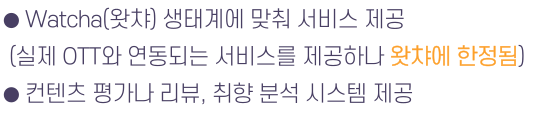 ● Watcha(왓챠) 생태계에 맞춰 서비스 제공
(실제 OTT와 연동되는 서비스를 제공하나 왓챠에 한정됨)
● 컨텐츠 평가나 리뷰, 취향 분석 시스템 제공